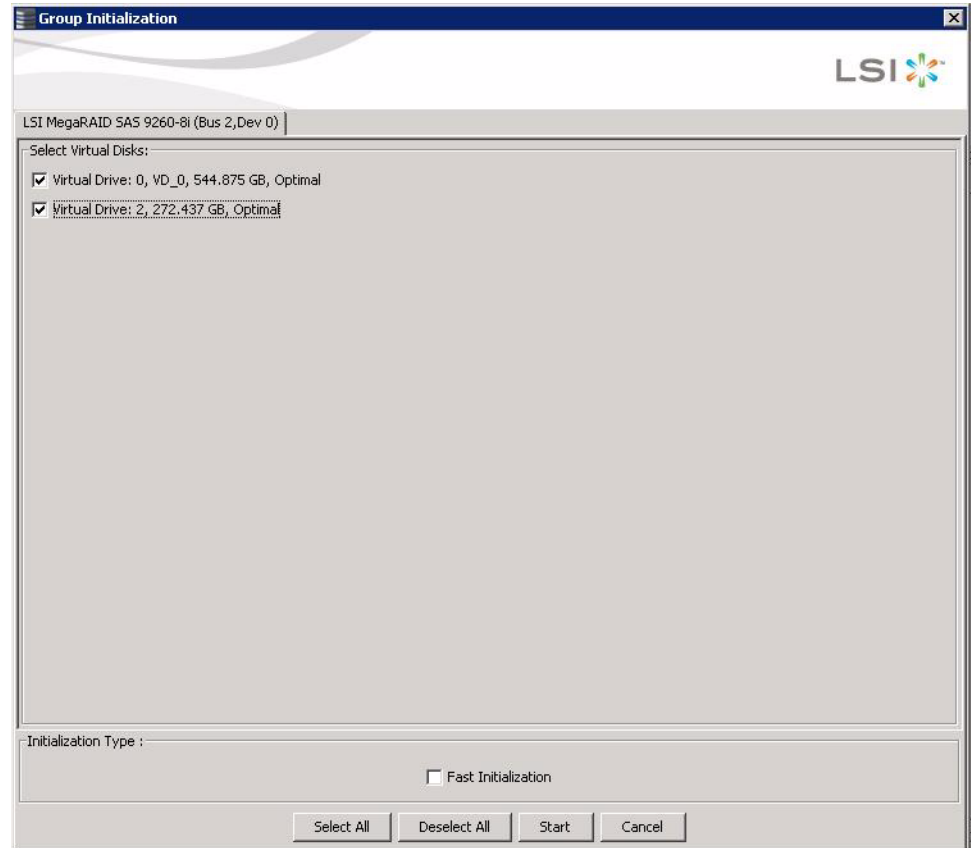 Group Initialization
LSI
LSI MegaRAID SAS 9260-8i (Bus 2,Dev 0)
Select Virtual Disks:
Virtual Drive: 0, VD_0, 544.875 GB, Optimal
Virtual Drive: 2, 272.437 GB, Optimal
Initialization Type :
Fast Initialization
Select All Deselect All Start Cancel